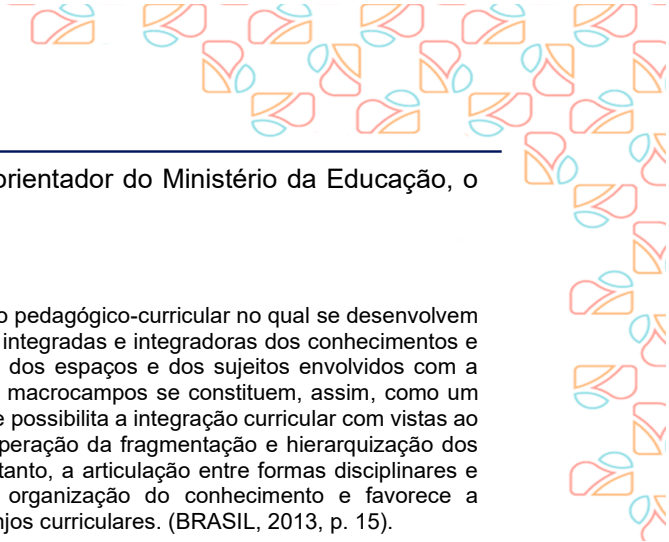 orientador do Ministério da Educação, o
o pedagógico-curricular no qual se desenvolvem
integradas e integradoras dos conhecimentos e
dos espaços e dos sujeitos envolvidos com a
macrocampos se constituem, assim, como um
e possibilita a integração curricular com vistas ao
peração da fragmentação e hierarquização dos
tanto, a articulação entre formas disciplinares e
organização do conhecimento e favorece a
njos curriculares. (BRASIL, 2013, p. 15).